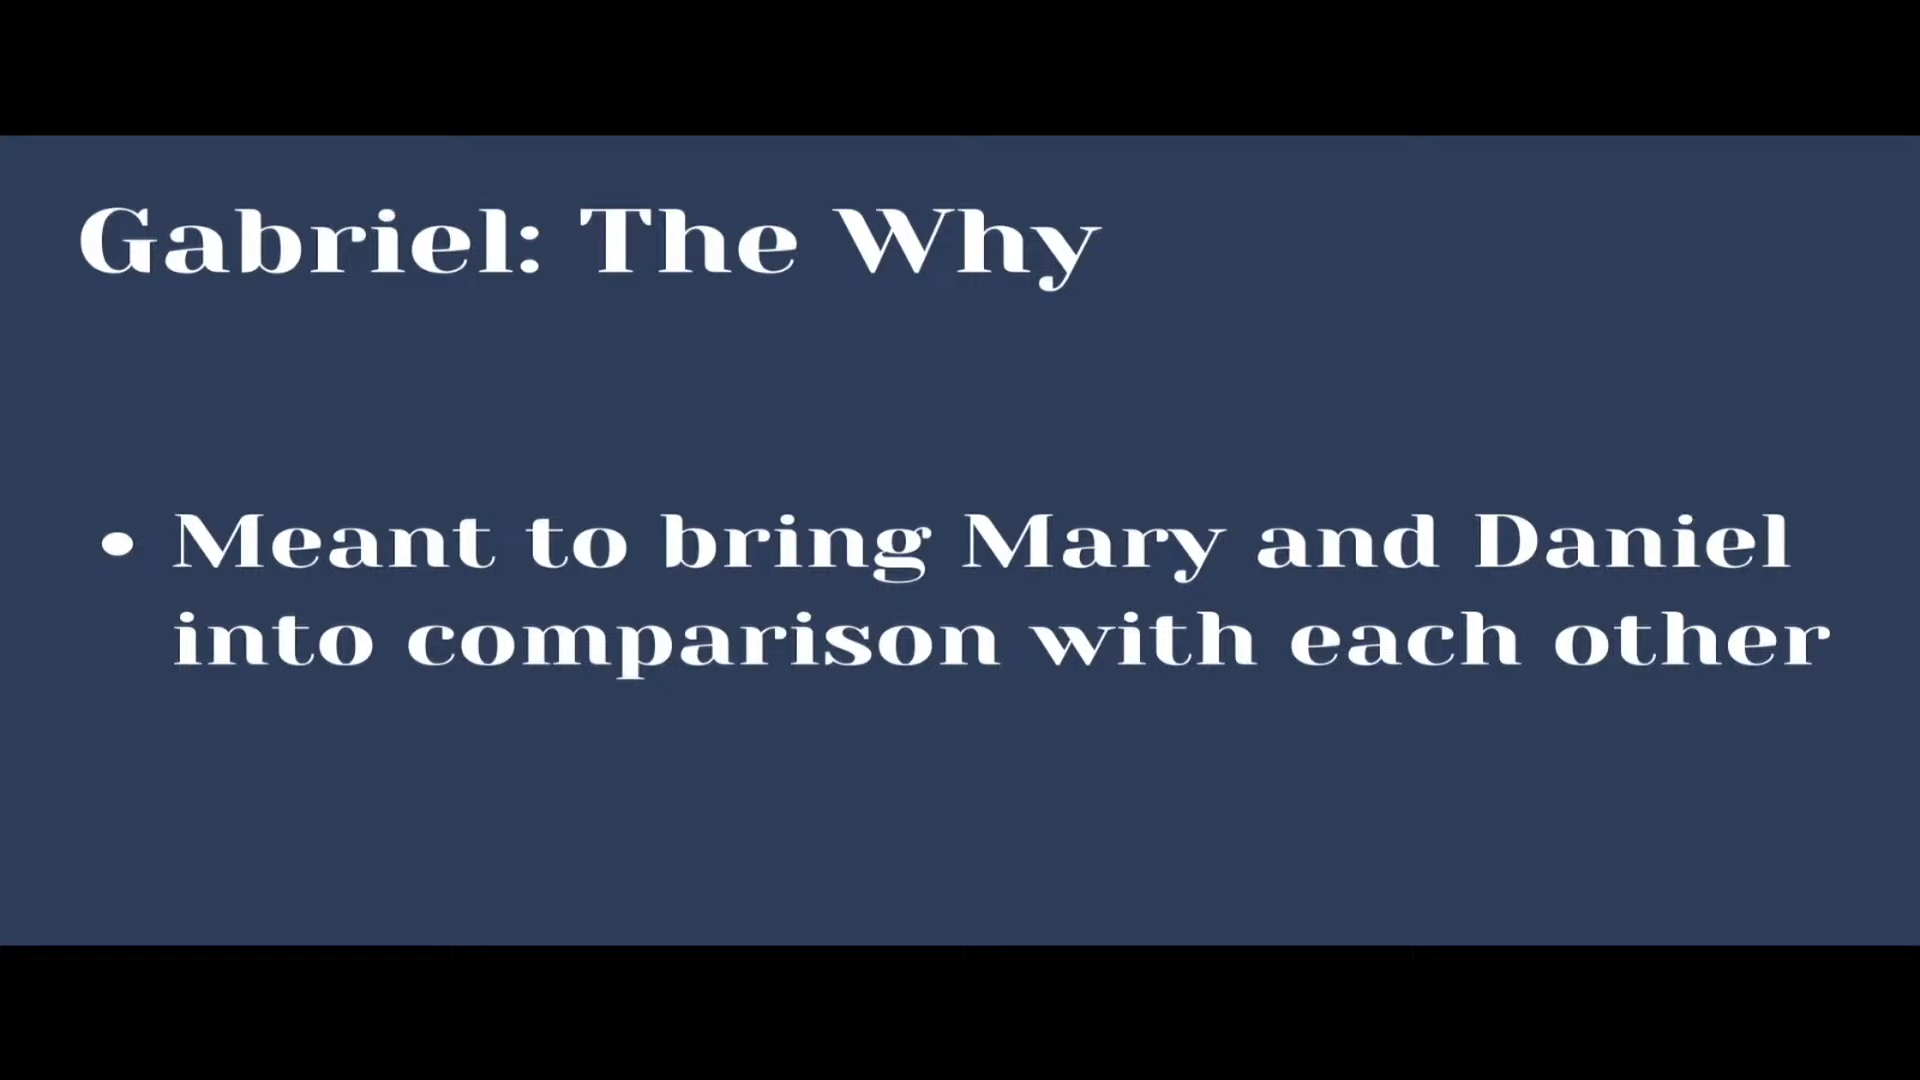 Gabriel: The Why
• Meant to bring Mary and Daniel
into comparison with each other